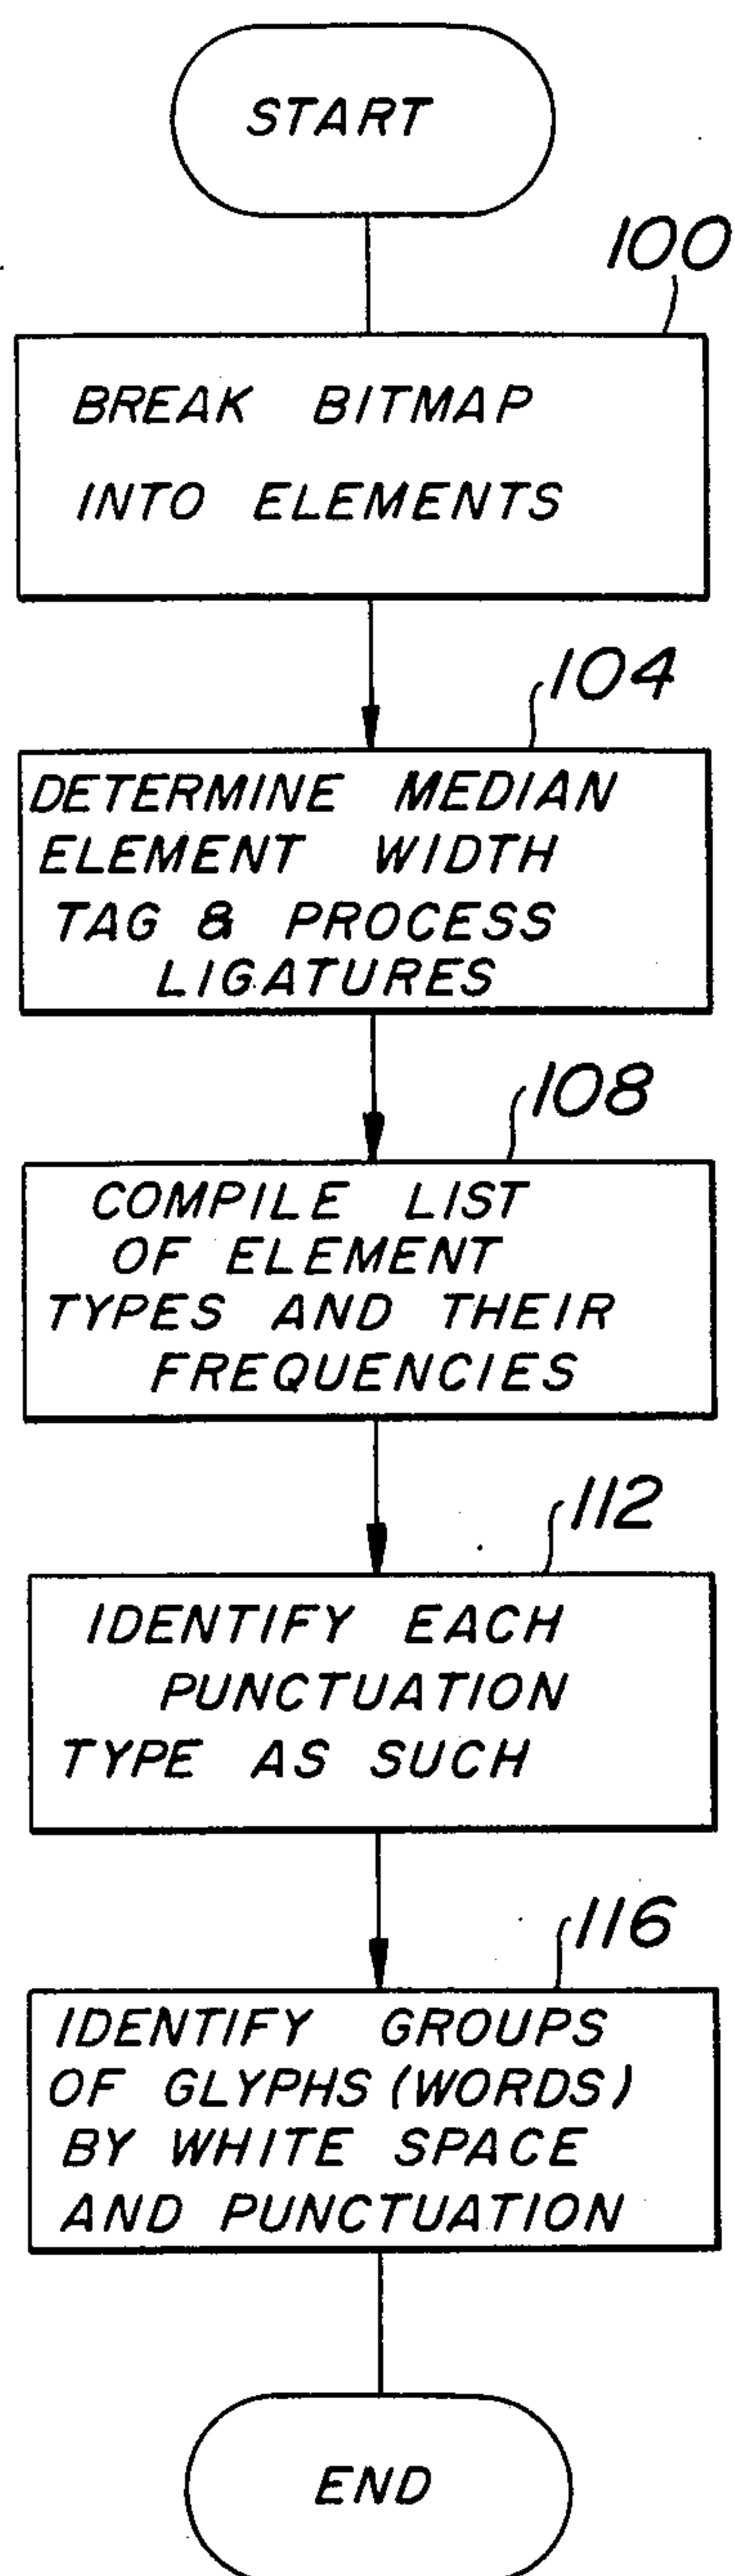 START
100
BREAK BITMAP
INTO ELEMENTS
104
DETERMINE MEDIAN
ELEMENT WIDTH
TAG & PROCESS
LIGATURES
108
COMPILE LIST
OF ELEMENT
TYPES AND THEIR
FREQUENCIES
112
IDENTIFY EACH
PUNCTUATION
TYPE AS SUCH
116
IDENTIFY GROUPS
OF GLYPHS (WORDS)
BY WHITE SPACE
AND PUNCTUATION
END